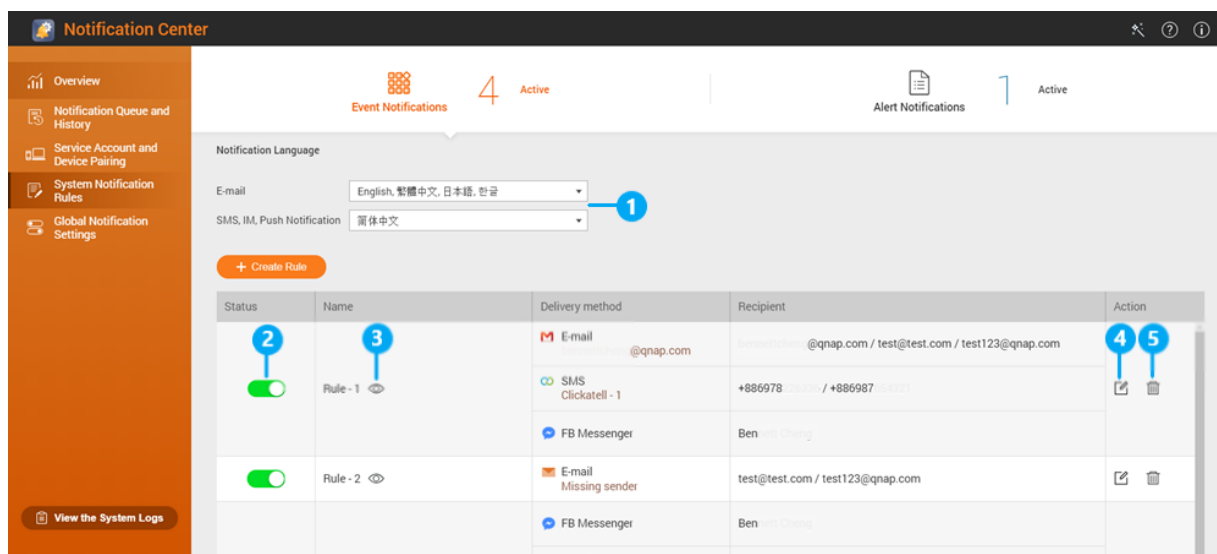 Notification Center
Overview
Notification Queue and
History
Service Account and
Device Pairing
System Notification
Rules
Global Notification
Settings
View the System Logs
Event Notifications
4
Active
Alert Notifications
1
Active
Notification Language
E-mail
English, 繁體中文, 日本語, 한글
SMS, IM, Push Notification
简体中文
1
+ Create Rule
Status
Name
Delivery method
Recipient
Action
2
3
4
5
Rule - 1
E-mail
@qnap.com
@qnap.com / test@test.com / test123@qnap.com
SMS
Clickatell - 1
+886978 / +886987
FB Messenger
Ben
Rule - 2
E-mail
Missing sender
test@test.com / test123@qnap.com
FB Messenger
Ben